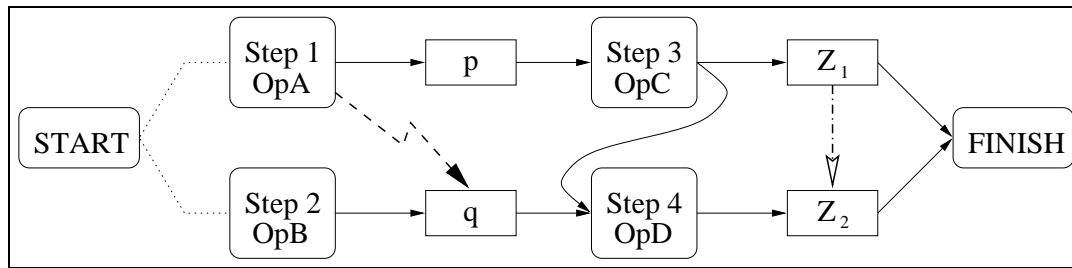 START
Step 1
OpA
p
Step 3
OpC
Z1
FINISH
Step 2
OpB
q
Step 4
OpD
Z2